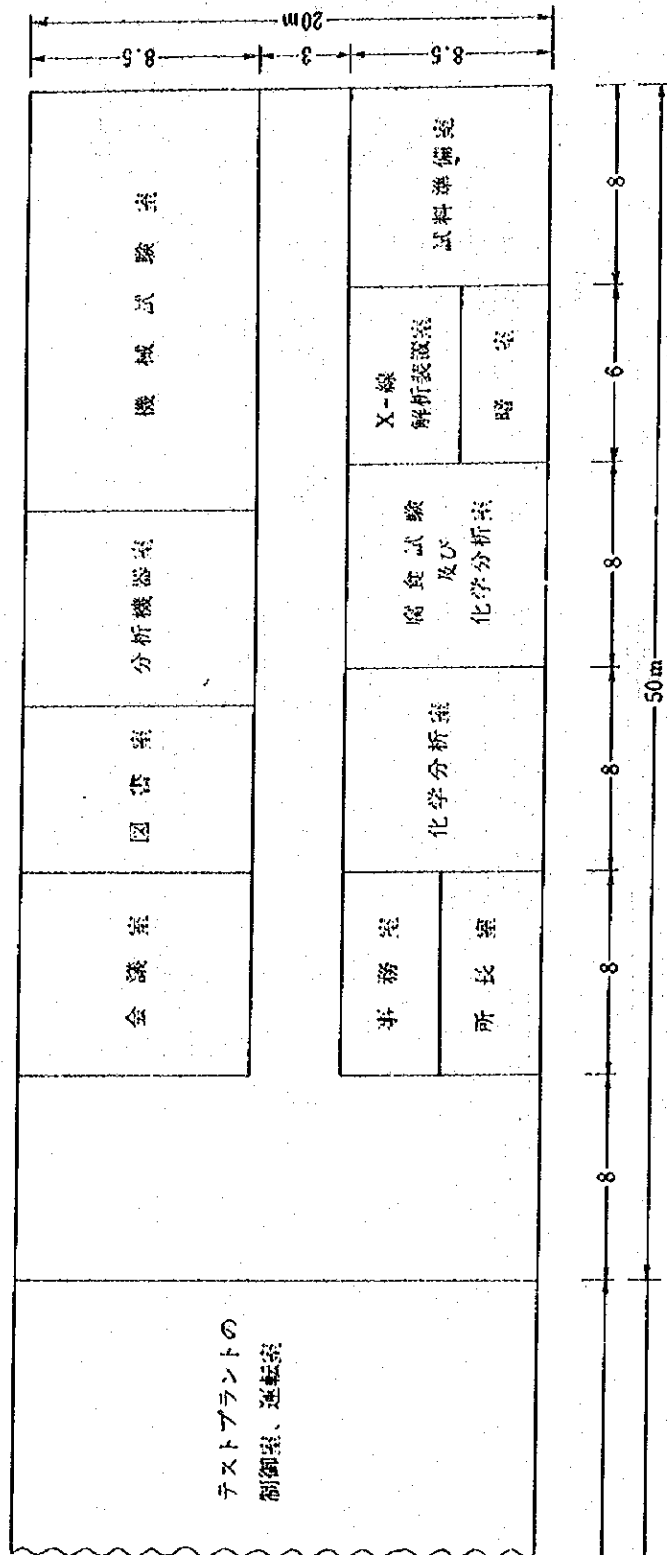 20m
8.5
3
8.5
機械試験室
分析機器室
図書室
会議室
試料準備室
X-線
解析装置室
暗室
腐食試験
及び
化学分析室
化学分析室
事務室
所長室
テストプラントの
制御室、運転室
8
6
8
8
8
8
50m